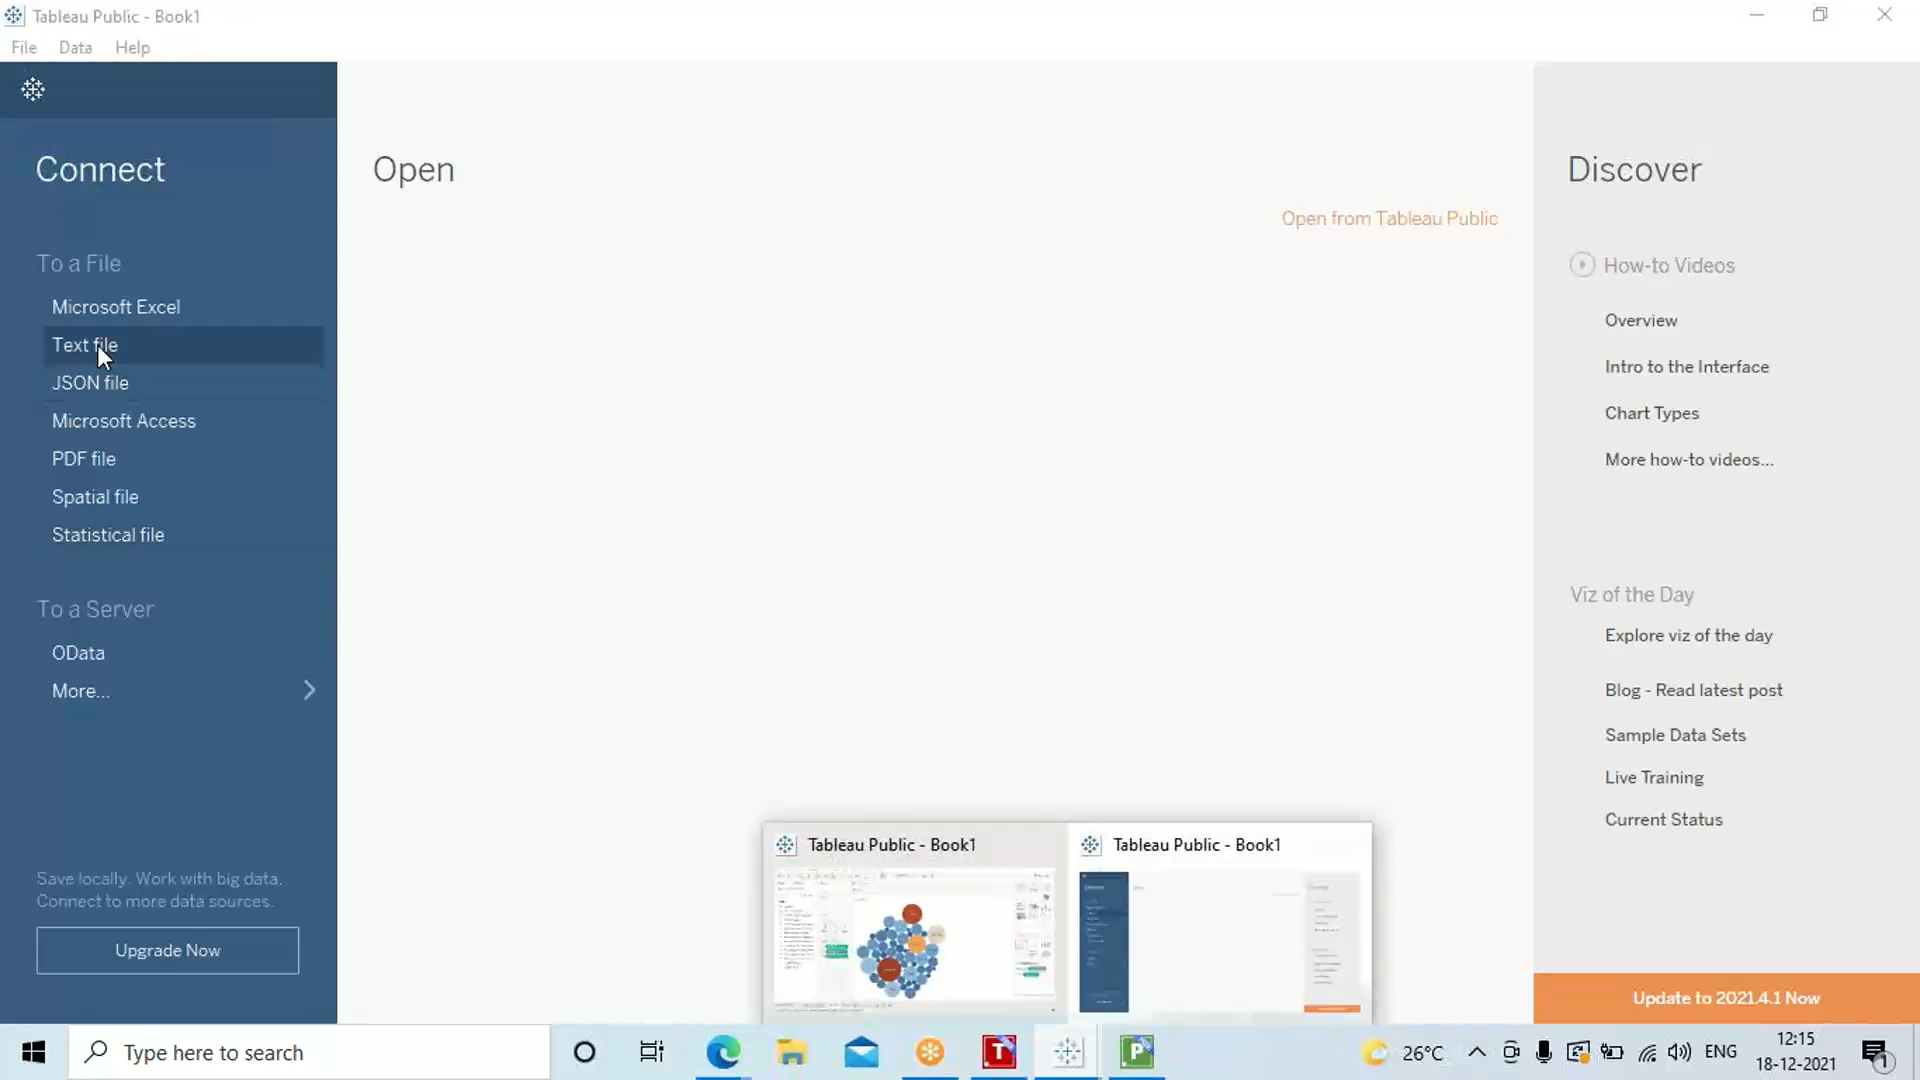 Tableau Public - Book1
File Data Help
Connect
To a File
Microsoft Excel
Text file
JSON file
Microsoft Access
PDF file
Spatial file
Statistical file
To a Server
OData
More...
Save locally. Work with big data.
Connect to more data sources.
Upgrade Now
Open
Open from Tableau Public
Discover
How-to Videos
Overview
Intro to the Interface
Chart Types
More how-to videos...
Viz of the Day
Explore viz of the day
Blog - Read latest post
Sample Data Sets
Live Training
Current Status
Update to 2021.4.1 Now
Tableau Public - Book1
Tableau Public - Book1
Type here to search
T
P
26°C
ENG
12:15
18-12-2021
1